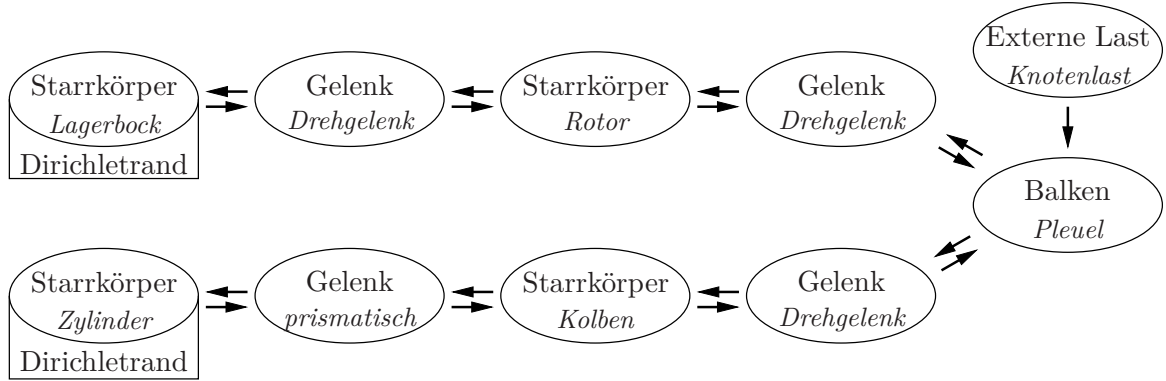 Externe Last
Knotenlast
Starrkörper
Lagerbock
Dirichletrand
Gelenk
Drehgelenk
Starrkörper
Rotor
Gelenk
Drehgelenk
Balken
Pleuel
Starrkörper
Zylinder
Dirichletrand
Gelenk
prismatisch
Starrkörper
Kolben
Gelenk
Drehgelenk